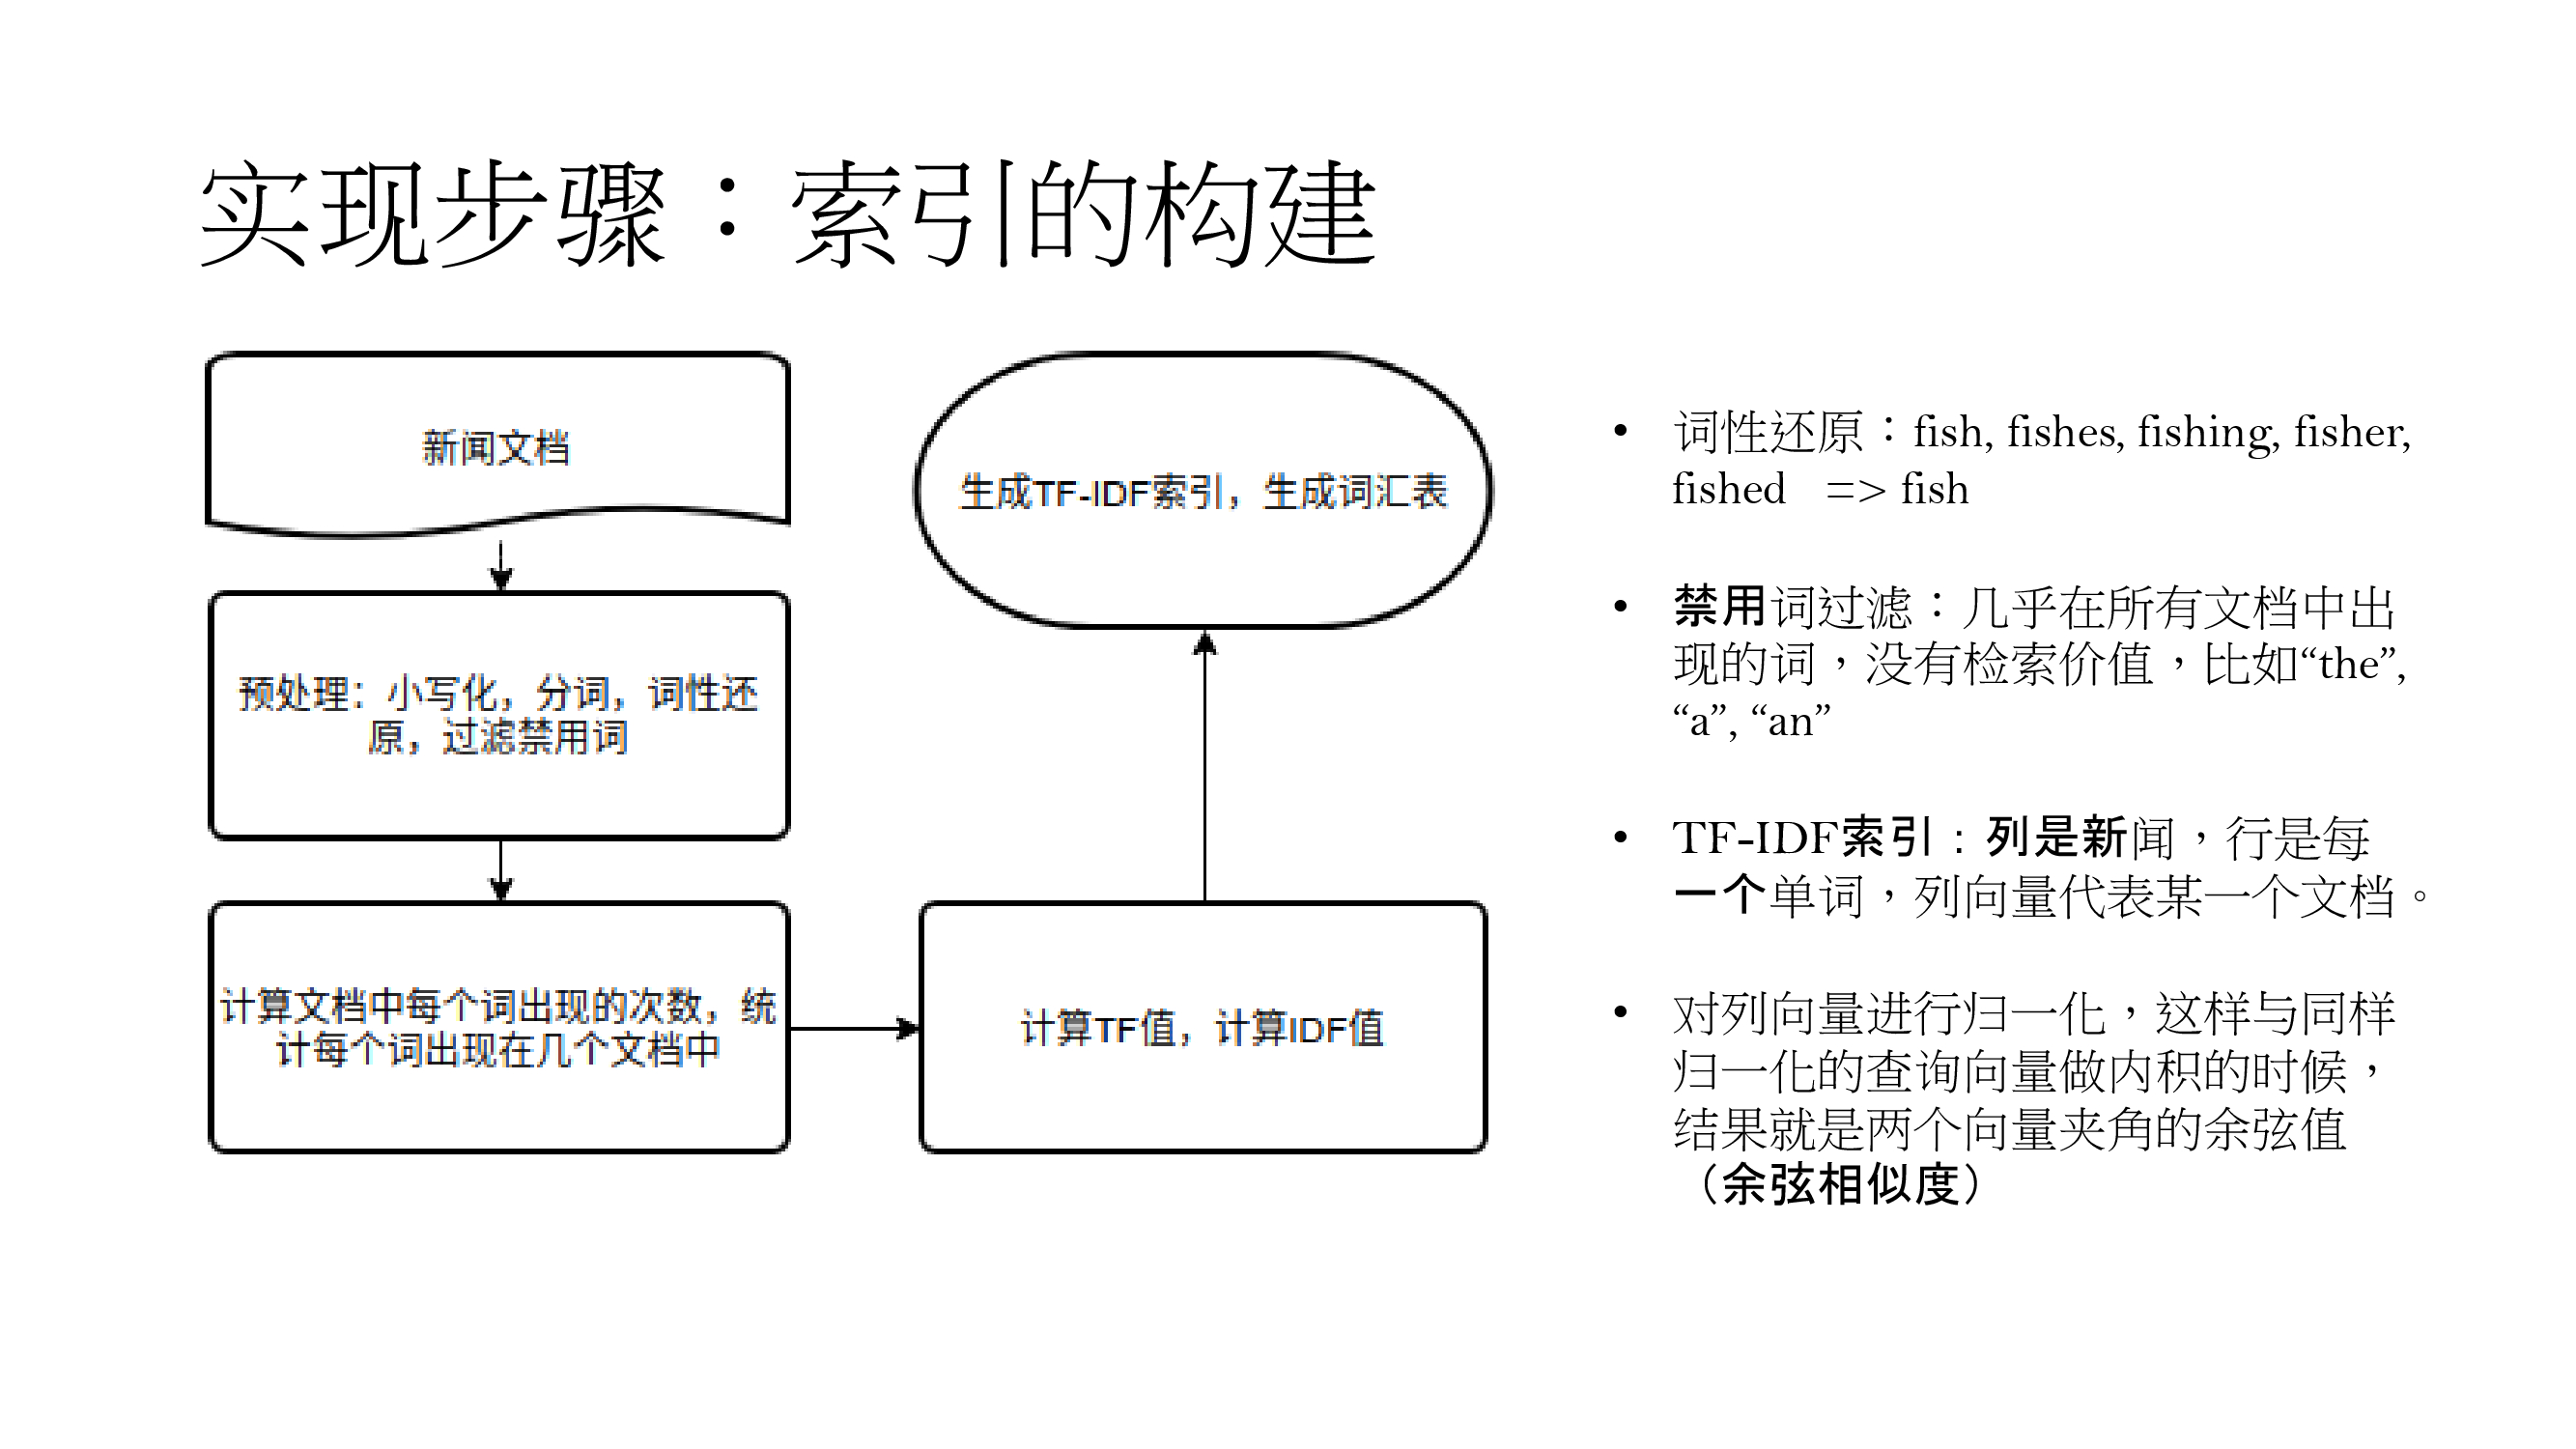 实现步骤：索引的构建
新闻文档
预处理：小写化，分词，词性还
原，过滤禁用词
计算文档中每个词出现的次数，统
计每个词出现在几个文档中
计算TF值，计算IDF值
生成TF-IDF索引，生成词汇表
• 词性还原：fish, fishes, fishing, fisher,
fished => fish
• 禁用词过滤：几乎在所有文档中出
现的词，没有检索价值，比如“the”,
“a”, “an”
• TF-IDF索引：列是新闻，行是每
一个单词，列向量代表某一个文档。
• 对列向量进行归一化，这样与同样
归一化的查询向量做内积的时候，
结果就是两个向量夹角的余弦值
（余弦相似度）